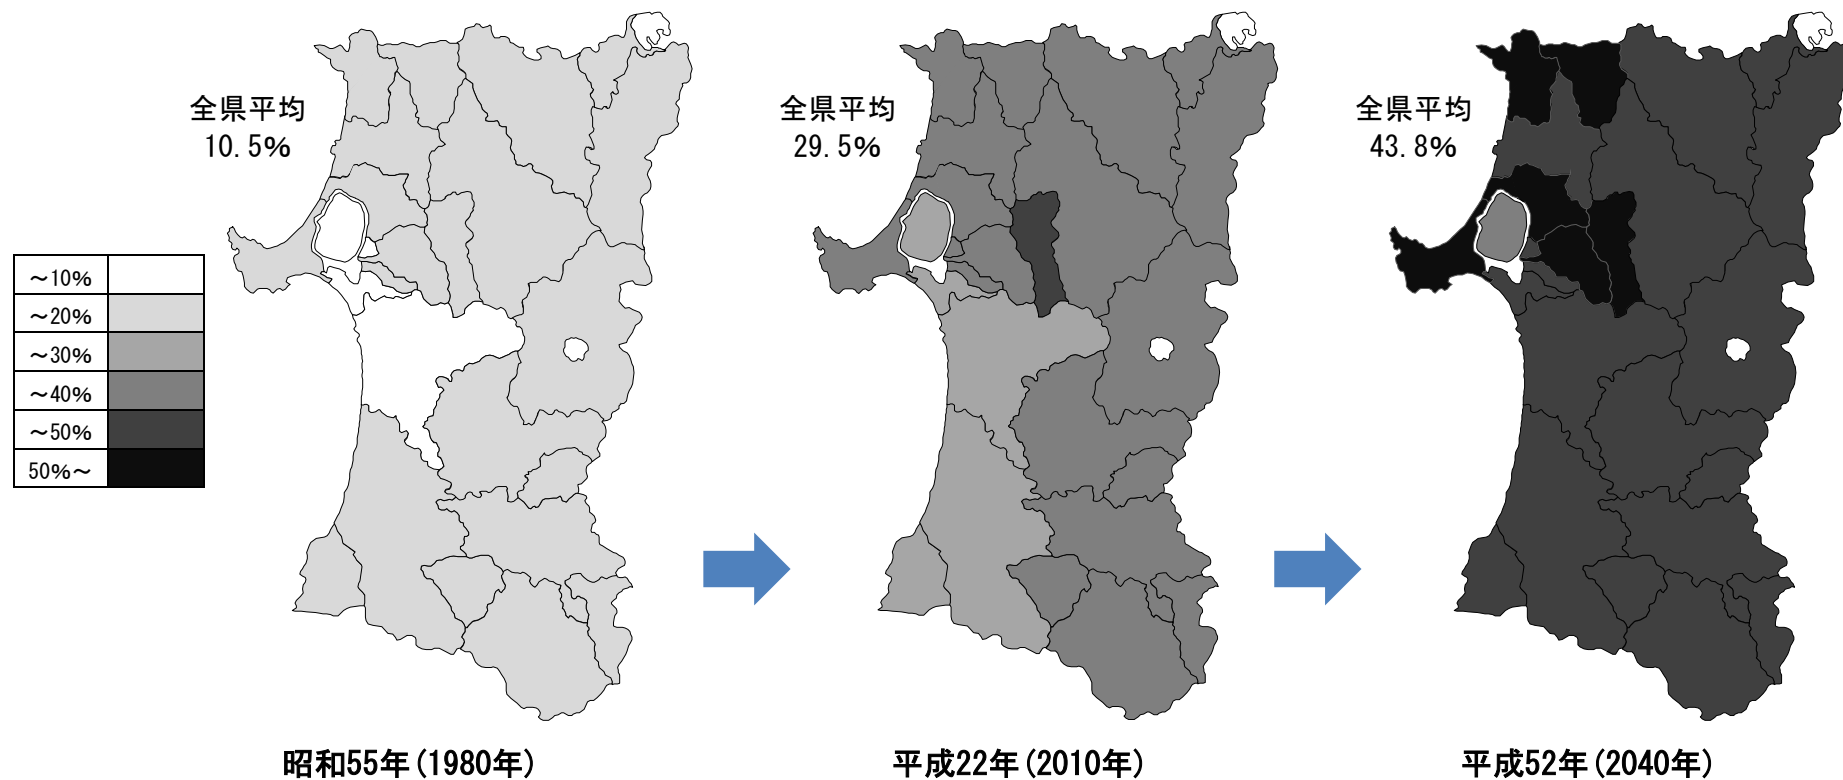 全県平均
10.5%
全県平均
29.5%
全県平均
43.8%
～10%
～20%
～30%
～40%
～50%
50%～
昭和55年(1980年)
平成22年(2010年)
平成52年(2040年)